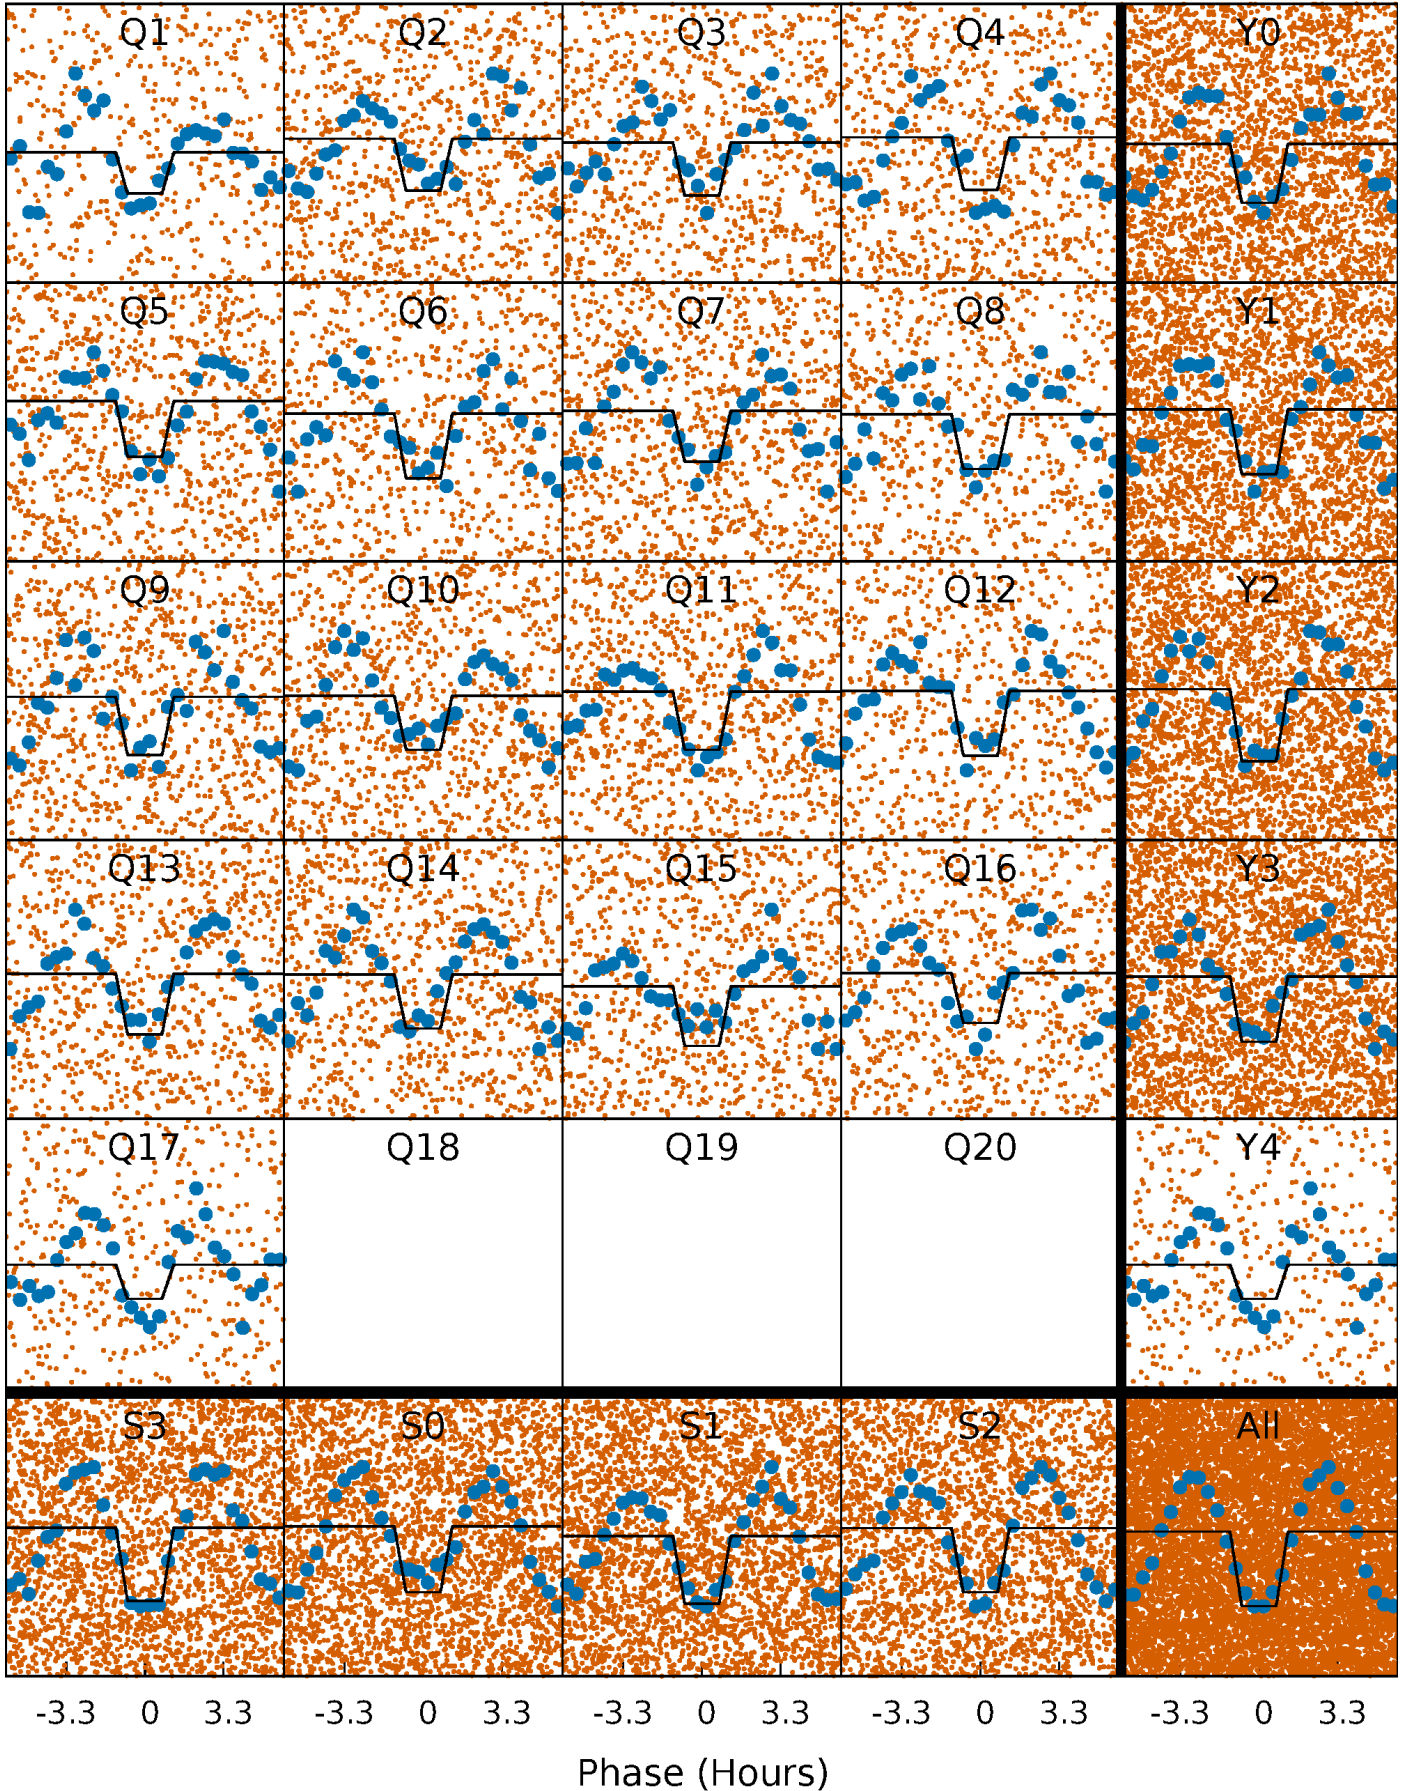 Q1 Q2 Q3 Q4 Y0
Q5 Q6 Q7 Q8 Y1
Q9 Q10 Q11 Q12 Y2
Q13 Q14 Q15 Q16 Y3
Q17 Q18 Q19 Q20 Y4
S3 S0 S1 S2 All
-3.3 0 3.3 -3.3 0 3.3 -3.3 0 3.3 -3.3 0 3.3 -3.3 0 3.3
Phase (Hours)